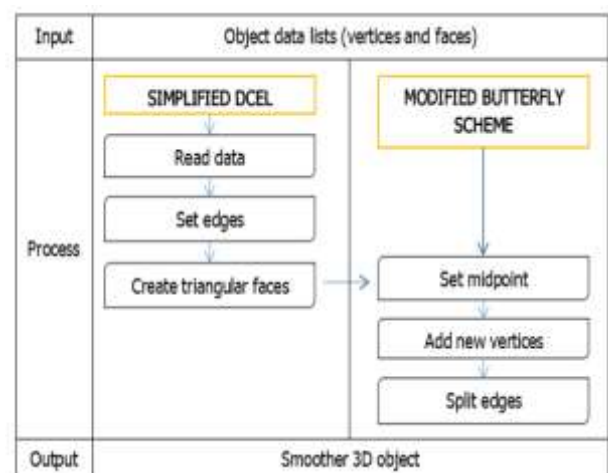 Input
Object data lists (vertices and faces)
Process
SIMPLIFIED DCEL
Read data
Set edges
Create triangular faces
MODIFIED BUTTERFLY
SCHEME
Set midpoint
Add new vertices
Split edges
Output
Smoother 3D object